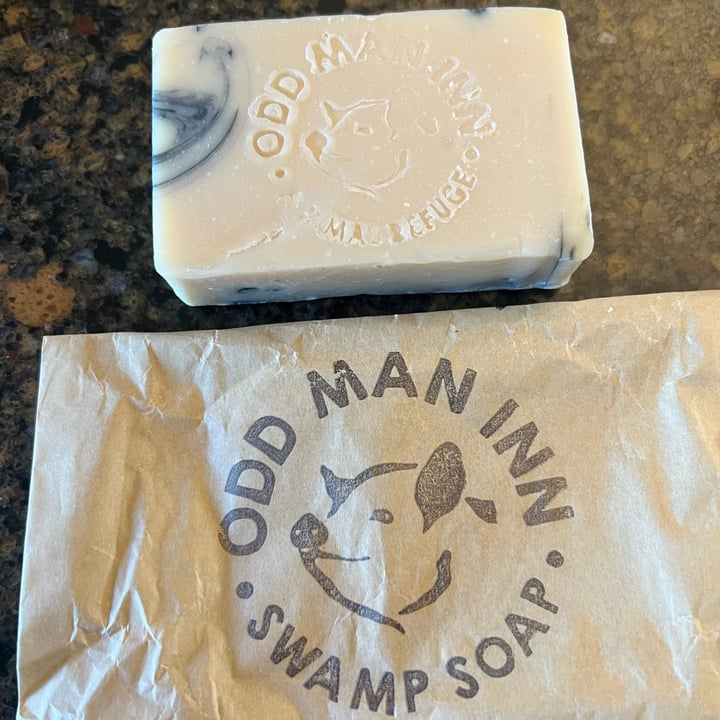 ODD MAN INN
ANIMAL REFUGE
ODD MAN INN
SWAMP SOAP